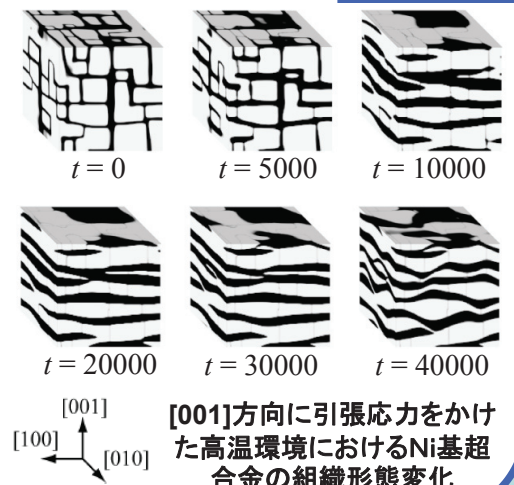 t = 0
t = 5000
t = 10000
t = 20000
t = 30000
t = 40000
[001]
[100]
[010]
[001]方向に引張応力をかけ
た高温環境におけるNi基超
合金の組織形態変化